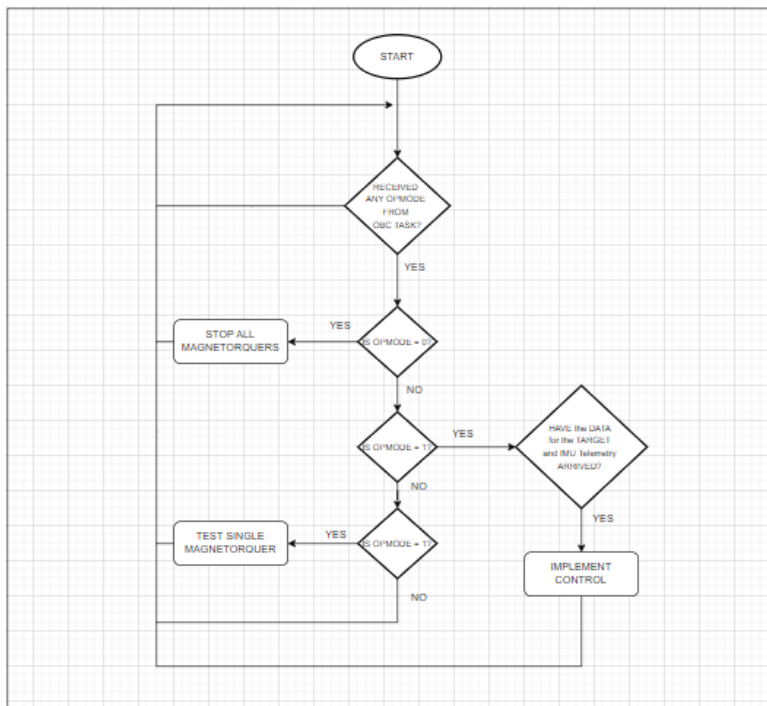 START
RECEIVED
ANY OPMODE
FROM
OBC TASK?
YES
IS OPMODE = 0?
YES
STOP ALL
MAGNETORQUERS
NO
IS OPMODE = 1?
YES
HAVE the DATA
for the TARGET
and IMU Telemetry
ARRIVED?
NO
YES
IS OPMODE = 1?
YES
TEST SINGLE
MAGNETORQUER
IMPLEMENT
CONTROL
NO